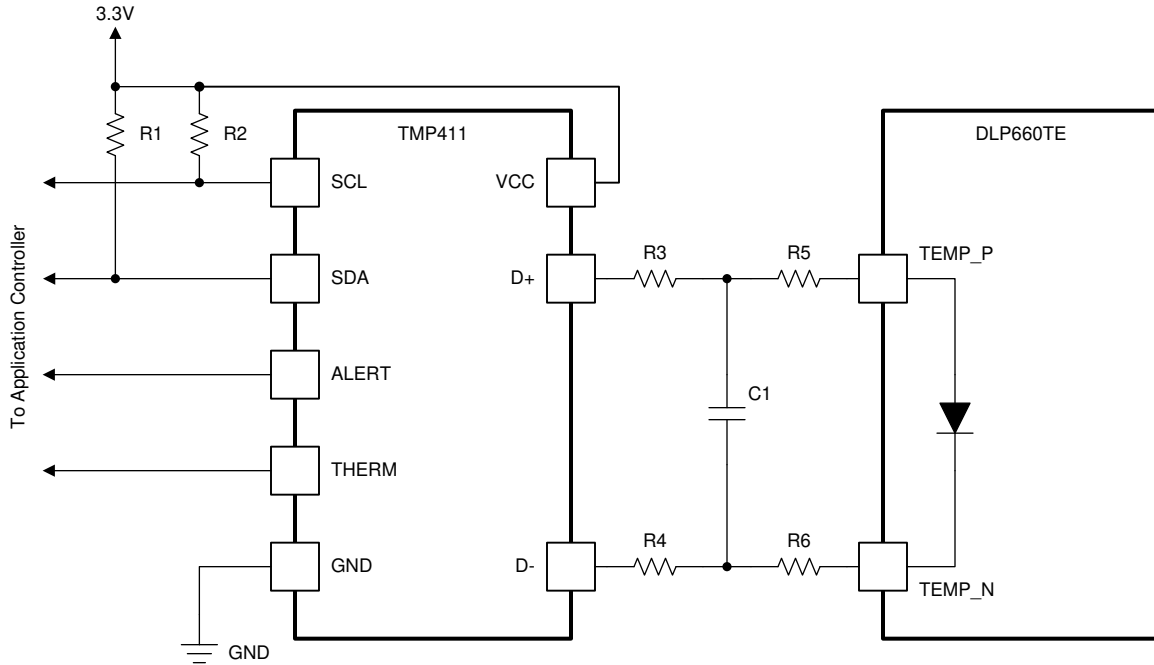 3.3V
R1
R2
TMP411
DLP660TE
SCL
VCC
SDA
D+
R3
R5
TEMP_P
To Application Controller
ALERT
C1
THERM
GND
D-
R4
R6
TEMP_N
GND